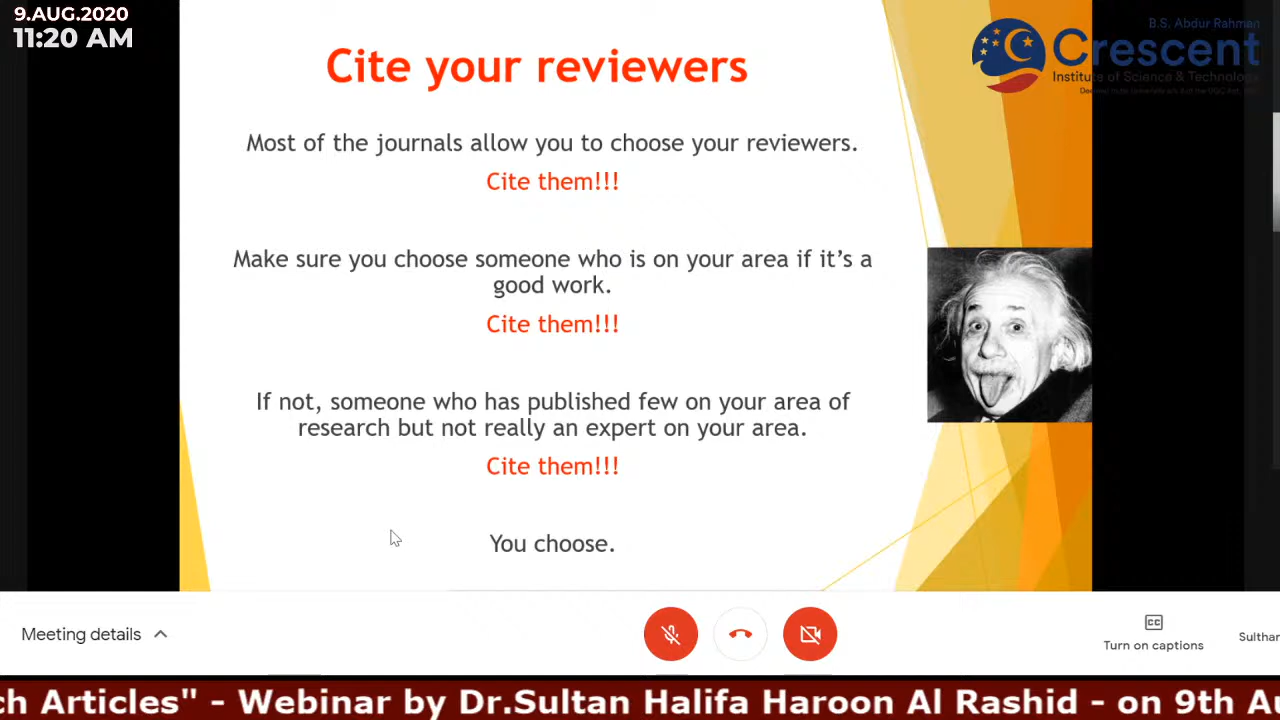 9.AUG.2020
11:20 AM
B.S. Abdur Rahman
Crescent
Institute of Science & Technology
Cite your reviewers
Most of the journals allow you to choose your reviewers.
Cite them!!!
Make sure you choose someone who is on your area if it's a
good work.
Cite them!!!
If not, someone who has published few on your area of
research but not really an expert on your area.
Cite them!!!
You choose.
Meeting details
CC
Turn on captions
Sulthan
ch Articles" - Webinar by Dr.Sultan Halifa Haroon Al Rashid - on 9th Au